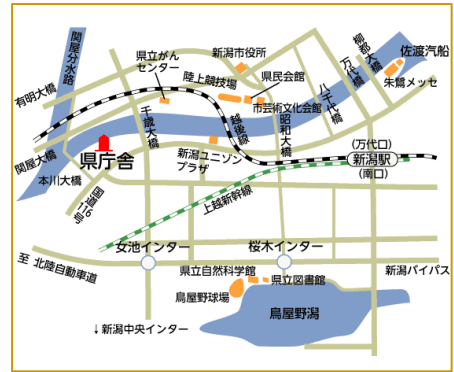 関屋分水路
有明大橋
県立がん
センター
新潟市役所
陸上競技場
県民会館
市芸術文化会館
八千代橋
万代橋
柳都大橋
佐渡汽船
朱鷺メッセ
千歳大橋
越後線
昭和大橋
関屋大橋
本川大橋
県庁舎
新潟ユニゾン
プラザ
(万代口)
新潟駅
(南口)
国道116号
上越新幹線
女池インター
桜木インター
至 北陸自動車道
県立自然科学館
県立図書館
新潟バイパス
鳥屋野球場
鳥屋野潟
↓新潟中央インター